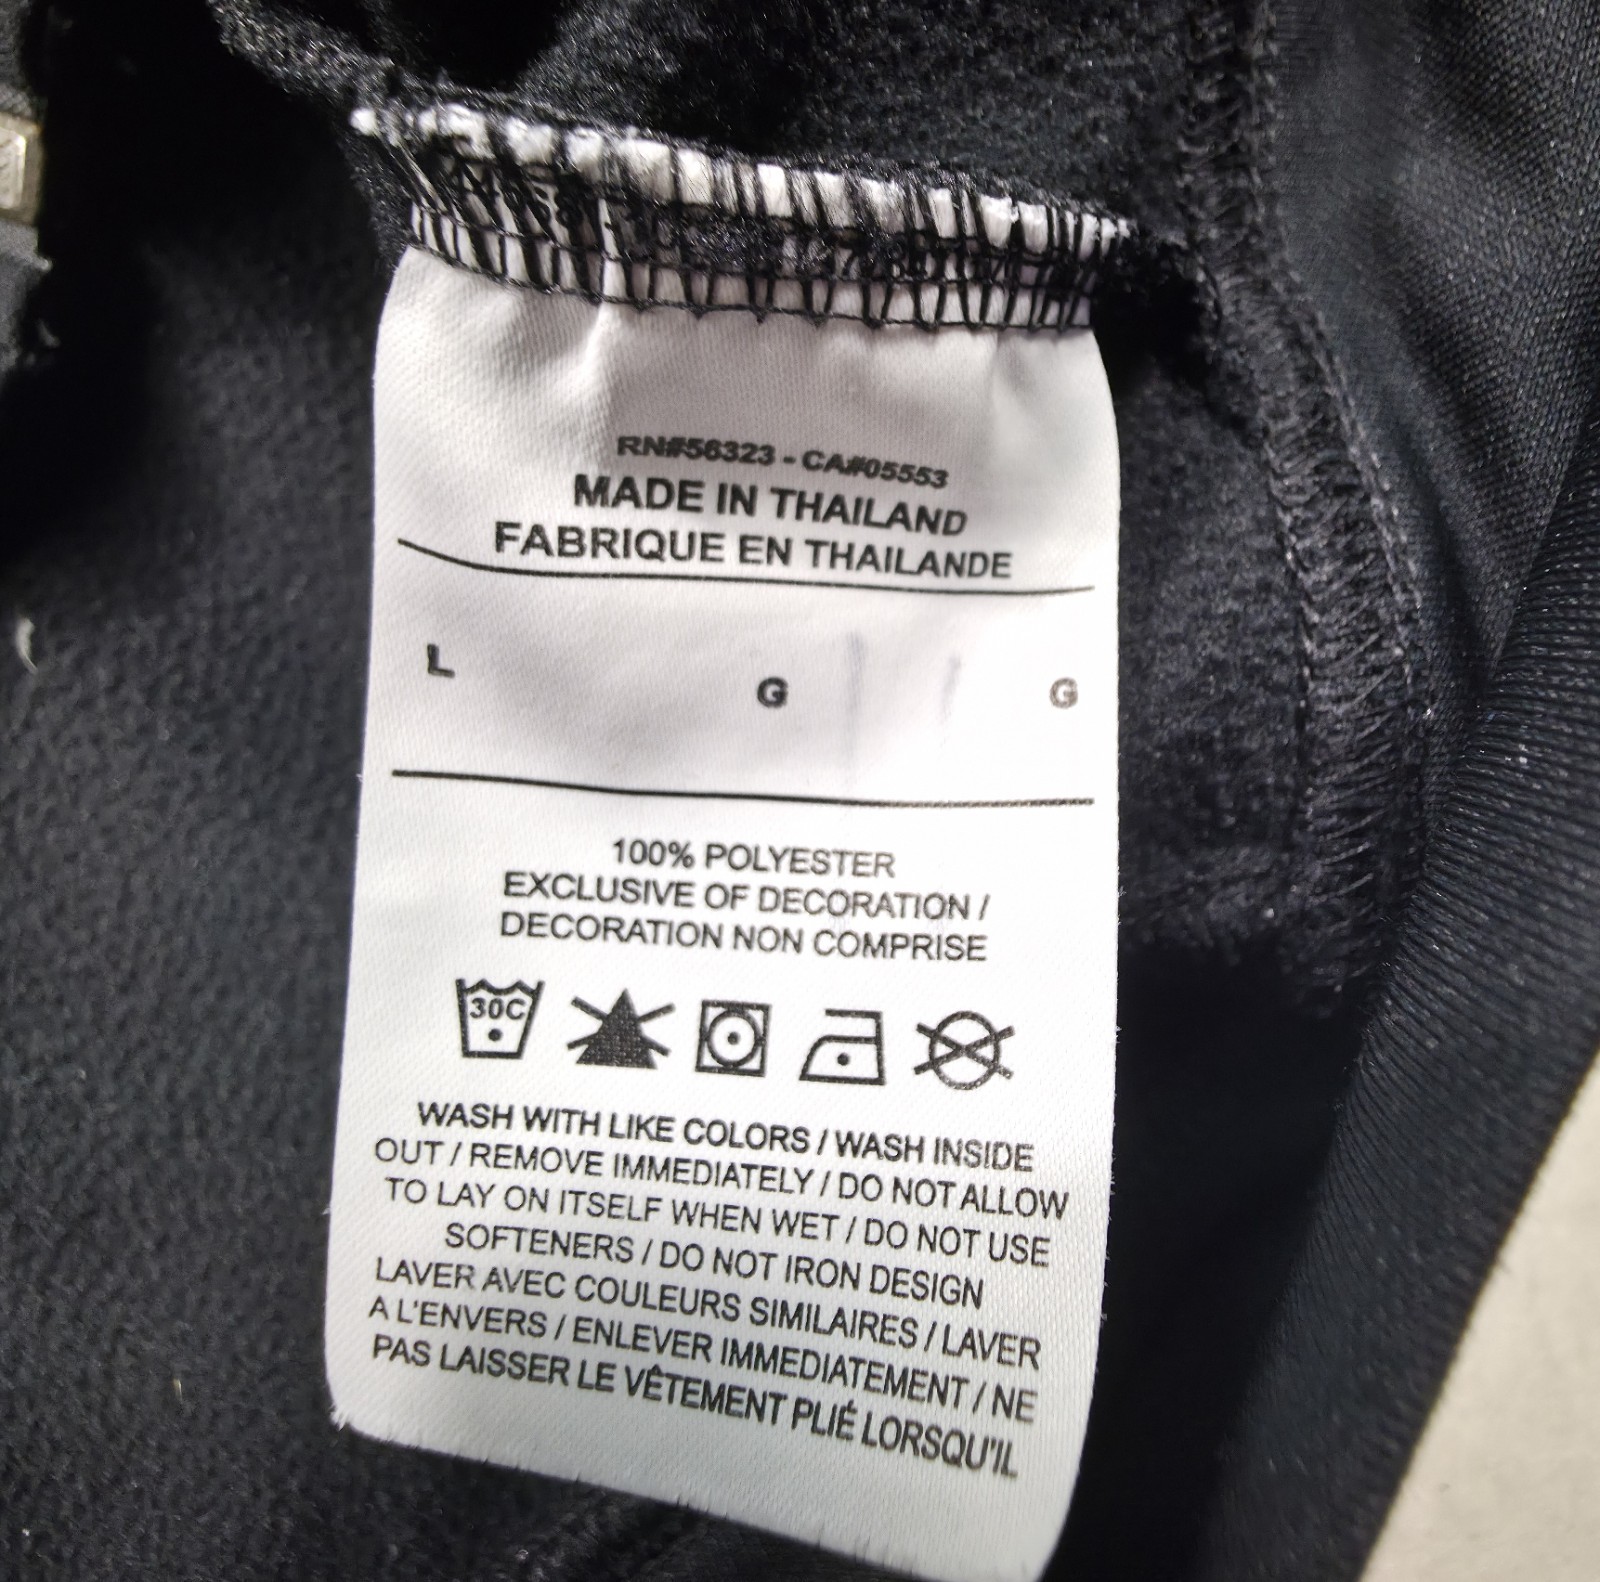 RN#56323 - CA#05553
MADE IN THAILAND
FABRIQUE EN THAILANDE
L G G
100% POLYESTER
EXCLUSIVE OF DECORATION /
DECORATION NON COMPRISE
30C
WASH WITH LIKE COLORS / WASH INSIDE
OUT / REMOVE IMMEDIATELY / DO NOT ALLOW
TO LAY ON ITSELF WHEN WET / DO NOT USE
SOFTENERS / DO NOT IRON DESIGN
LAVER AVEC COULEURS SIMILAIRES / LAVER
A L'ENVERS / ENLEVER IMMEDIATEMENT / NE
PAS LAISSER LE VÊTEMENT PLIÉ LORSQU'IL